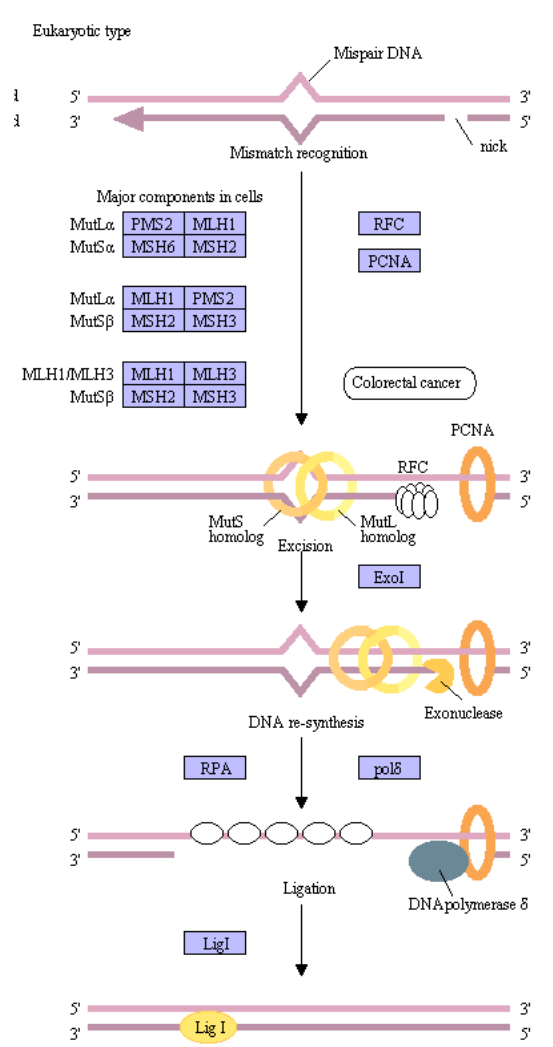 Eukaryotic type
Mispair DNA
d 5' 3'
d 3' 5'
nick
Mismatch recognition
Major components in cells
MutLα PMS2 MLH1 RFC
MutSα MSH6 MSH2
PCNA
MutLα MLH1 PMS2
MutSβ MSH2 MSH3
MLH1/MLH3 MLH1 MLH3
MutSβ MSH2 MSH3
Colorectal cancer
PCNA
RFC
5' 3'
3' 5'
MutS homolog
MutL homolog
Excision
ExoI
5' 3'
3' 5'
Exonuclease
DNA re-synthesis
RPA polδ
5' 3'
3' 5'
Ligation
DNA polymerase δ
LigI
5' 3'
3' Lig I 5'